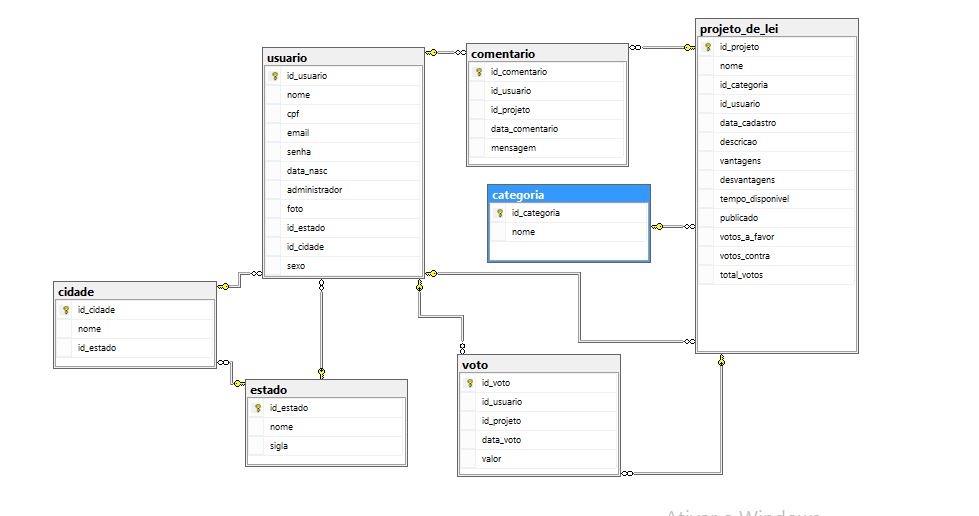 usuario
id_usuario
nome
cpf
email
senha
data_nasc
administrador
foto
id_estado
id_cidade
sexo
comentario
id_comentario
id_usuario
id_projeto
data_comentario
mensagem
projeto_de_lei
id_projeto
nome
id_categoria
id_usuario
data_cadastro
descricao
vantagens
desvantagens
tempo_disponivel
publicado
votos_a_favor
votos_contra
total_votos
categoria
id_categoria
nome
cidade
id_cidade
nome
id_estado
estado
id_estado
nome
sigla
voto
id_voto
id_usuario
id_projeto
data_voto
valor
Ativar o Windows